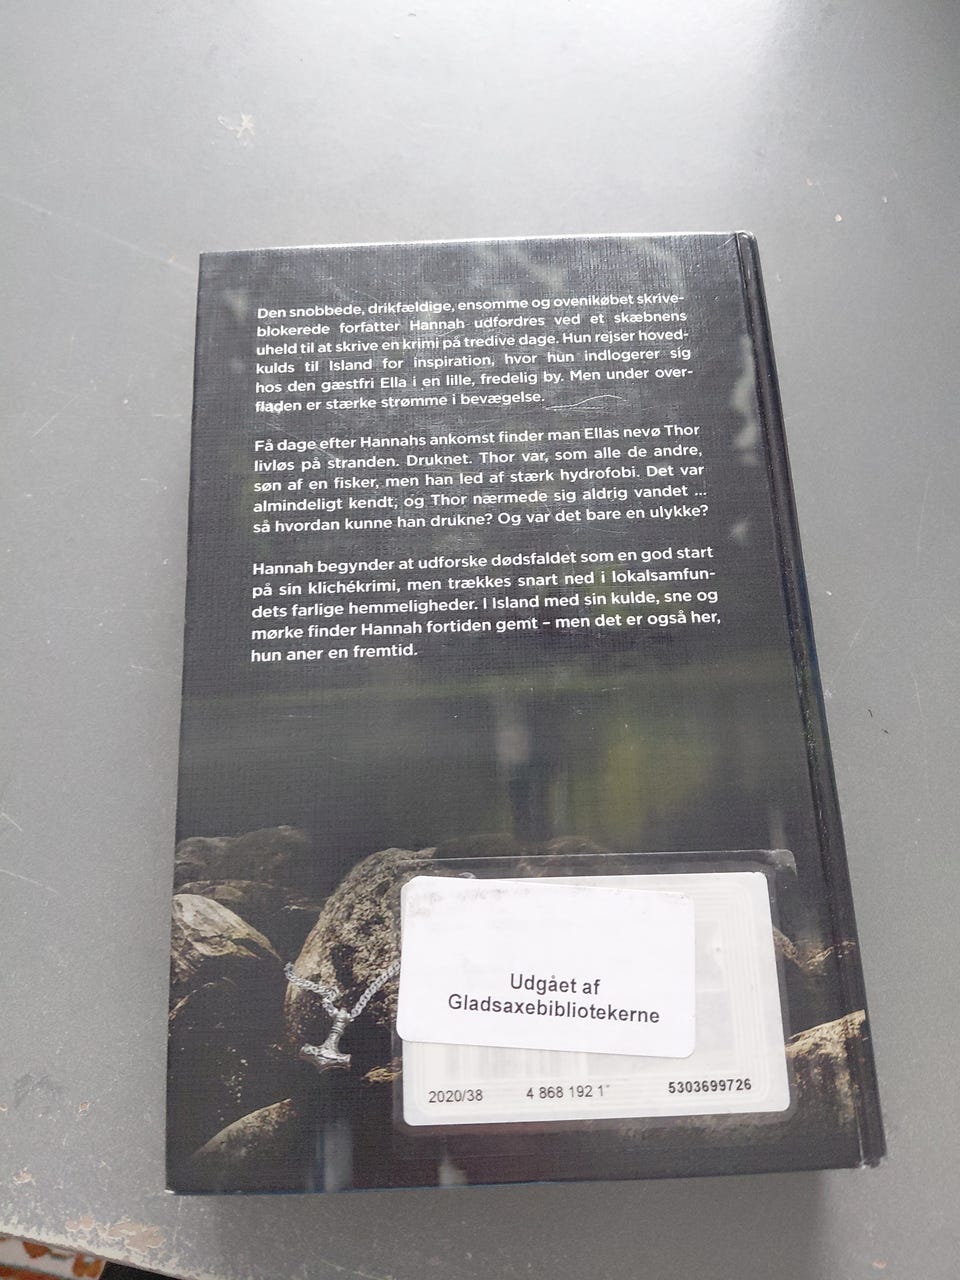 Den snobbede, drikfældige, ensomme og ovenikøbet skrive-
blokerede forfatter Hannah udfordres ved et skæbnens
uheld til at skrive en krimi på tredive dage. Hun rejser hoved-
kulds til Island for inspiration, hvor hun indlogerer sig
hos den gæstfri Ella i en lille, fredelig by. Men under over-
fladen er stærke strømme i bevægelse.
Få dage efter Hannahs ankomst finder man Ellas nevø Thor
livløs på stranden. Druknet. Thor var, som alle de andre,
søn af en fisker, men han led af stærk hydrofobi. Det var
almindeligt kendt, og Thor nærmede sig aldrig vandet ...
så hvordan kunne han drukne? Og var det bare en ulykke?
Hannah begynder at udforske dødsfaldet som en god start
på sin klichékrimi, men trækkes snart ned i lokalsamfun-
dets farlige hemmeligheder. I Island med sin kulde, sne og
mørke finder Hannah fortiden gemt – men det er også her,
hun aner en fremtid.
Udgået af
Gladsaxebibliotekerne
2020/38 4 868 192 1" 5303699726